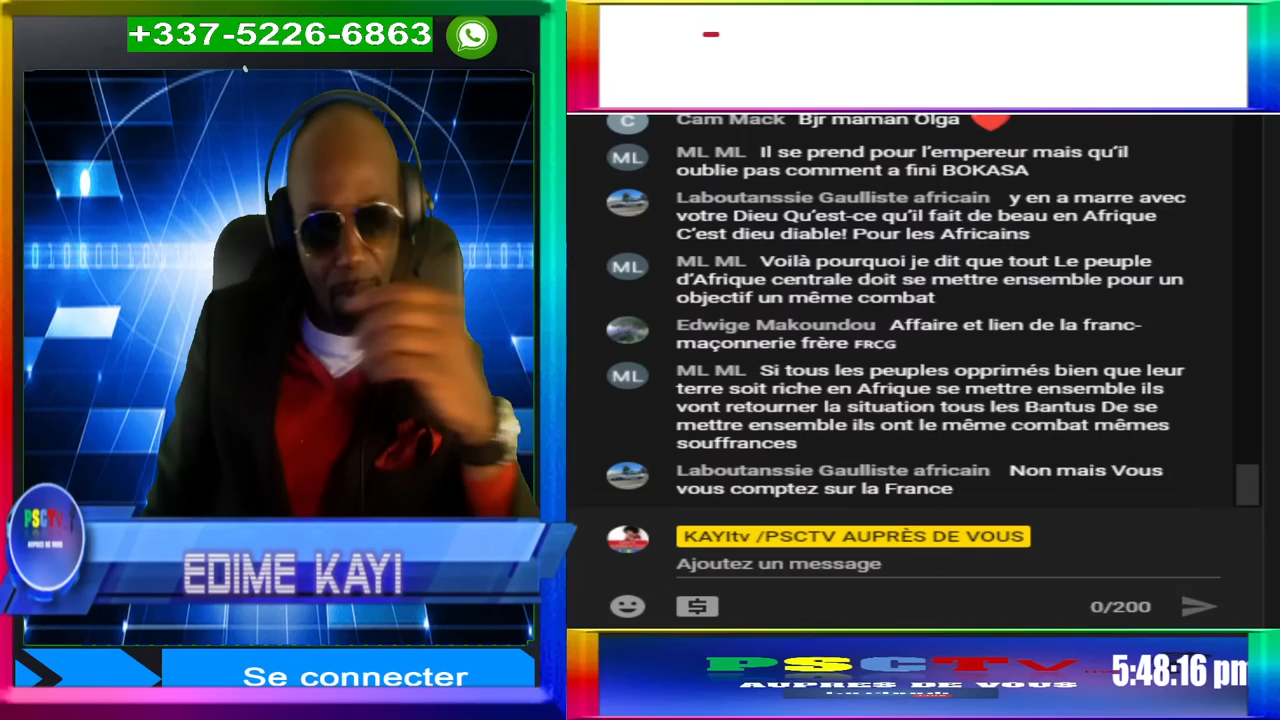 +337-5226-6863
EDIME KAYI
PSCTV
AUPRES DE VOUS
Se connecter
Cam Mack Bjr maman Olga
ML ML Il se prend pour l'empereur mais qu'il
oublie pas comment a fini BOKASA
Laboutanssie Gaulliste africain y en a marre avec
votre Dieu Qu'est-ce qu'il fait de beau en Afrique
C'est dieu diable! Pour les Africains
ML ML Voilà pourquoi je dit que tout Le peuple
d'Afrique centrale doit se mettre ensemble pour un
objectif un même combat
Edwige Makoundou Affaire et lien de la franc-
maçonnerie frère FRCG
ML ML Si tous les peuples opprimés bien que leur
terre soit riche en Afrique se mettre ensemble ils
vont retourner la situation tous les Bantus De se
mettre ensemble ils ont le même combat mêmes
souffrances
Laboutanssie Gaulliste africain Non mais Vous
vous comptez sur la France
KAYItv /PSCTV AUPRÈS DE VOUS
Ajoutez un message
0/200
PSCTV
AUPRES DE VOUS
5:48:16 pm